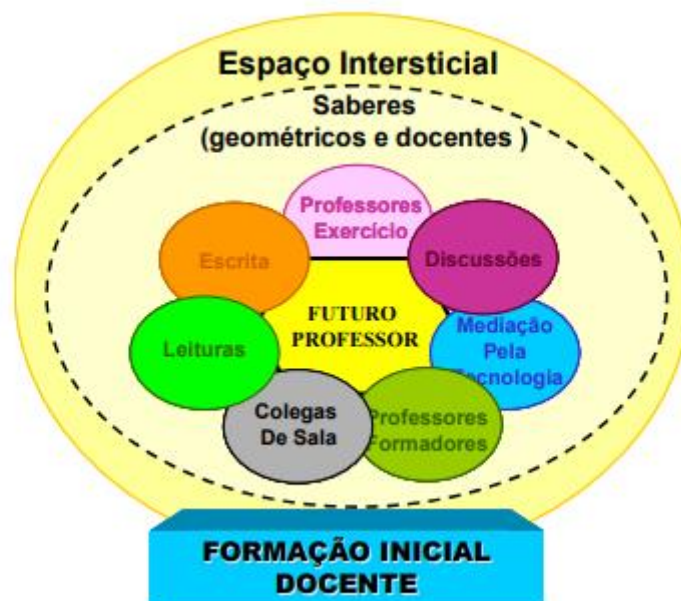 Espaço Intersticial
Saberes
(geométricos e docentes )
Professores
Exercício
Escrita
Discussões
FUTURO
PROFESSOR
Leituras
Mediação
Pela
Tecnologia
Colegas
De Sala
Professores
Formadores
FORMAÇÃO INICIAL
DOCENTE